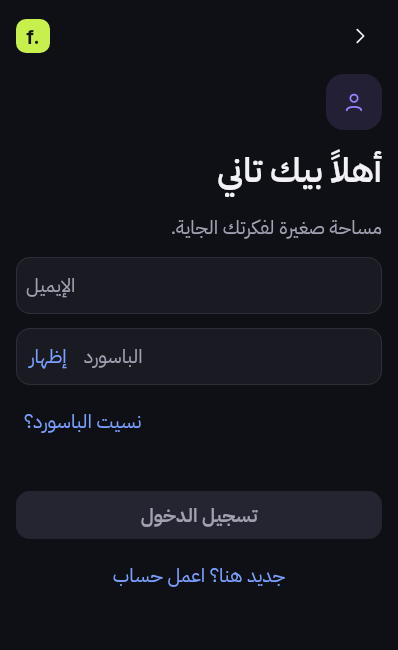 f.
أهلاً بيك تاني
مساحة صغيرة لفكرتك الجاية.
الإيميل
الباسورد
إظهار
نسيت الباسورد؟
تسجيل الدخول
جديد هنا؟ اعمل حساب